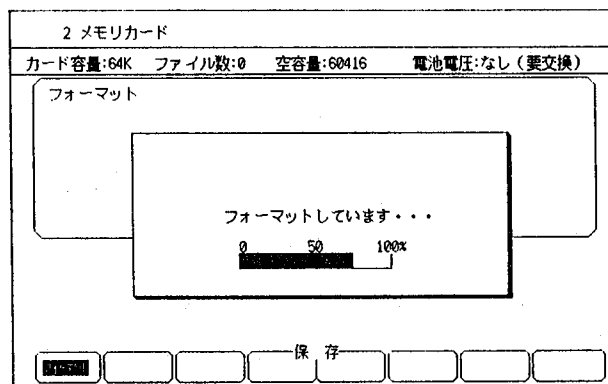 2 メモリカード
カード容量:64K ファイル数:0 空容量:60416 電池電圧:なし(要交換)
フォーマット
フォーマットしています・・・
0 50 100%
保 存